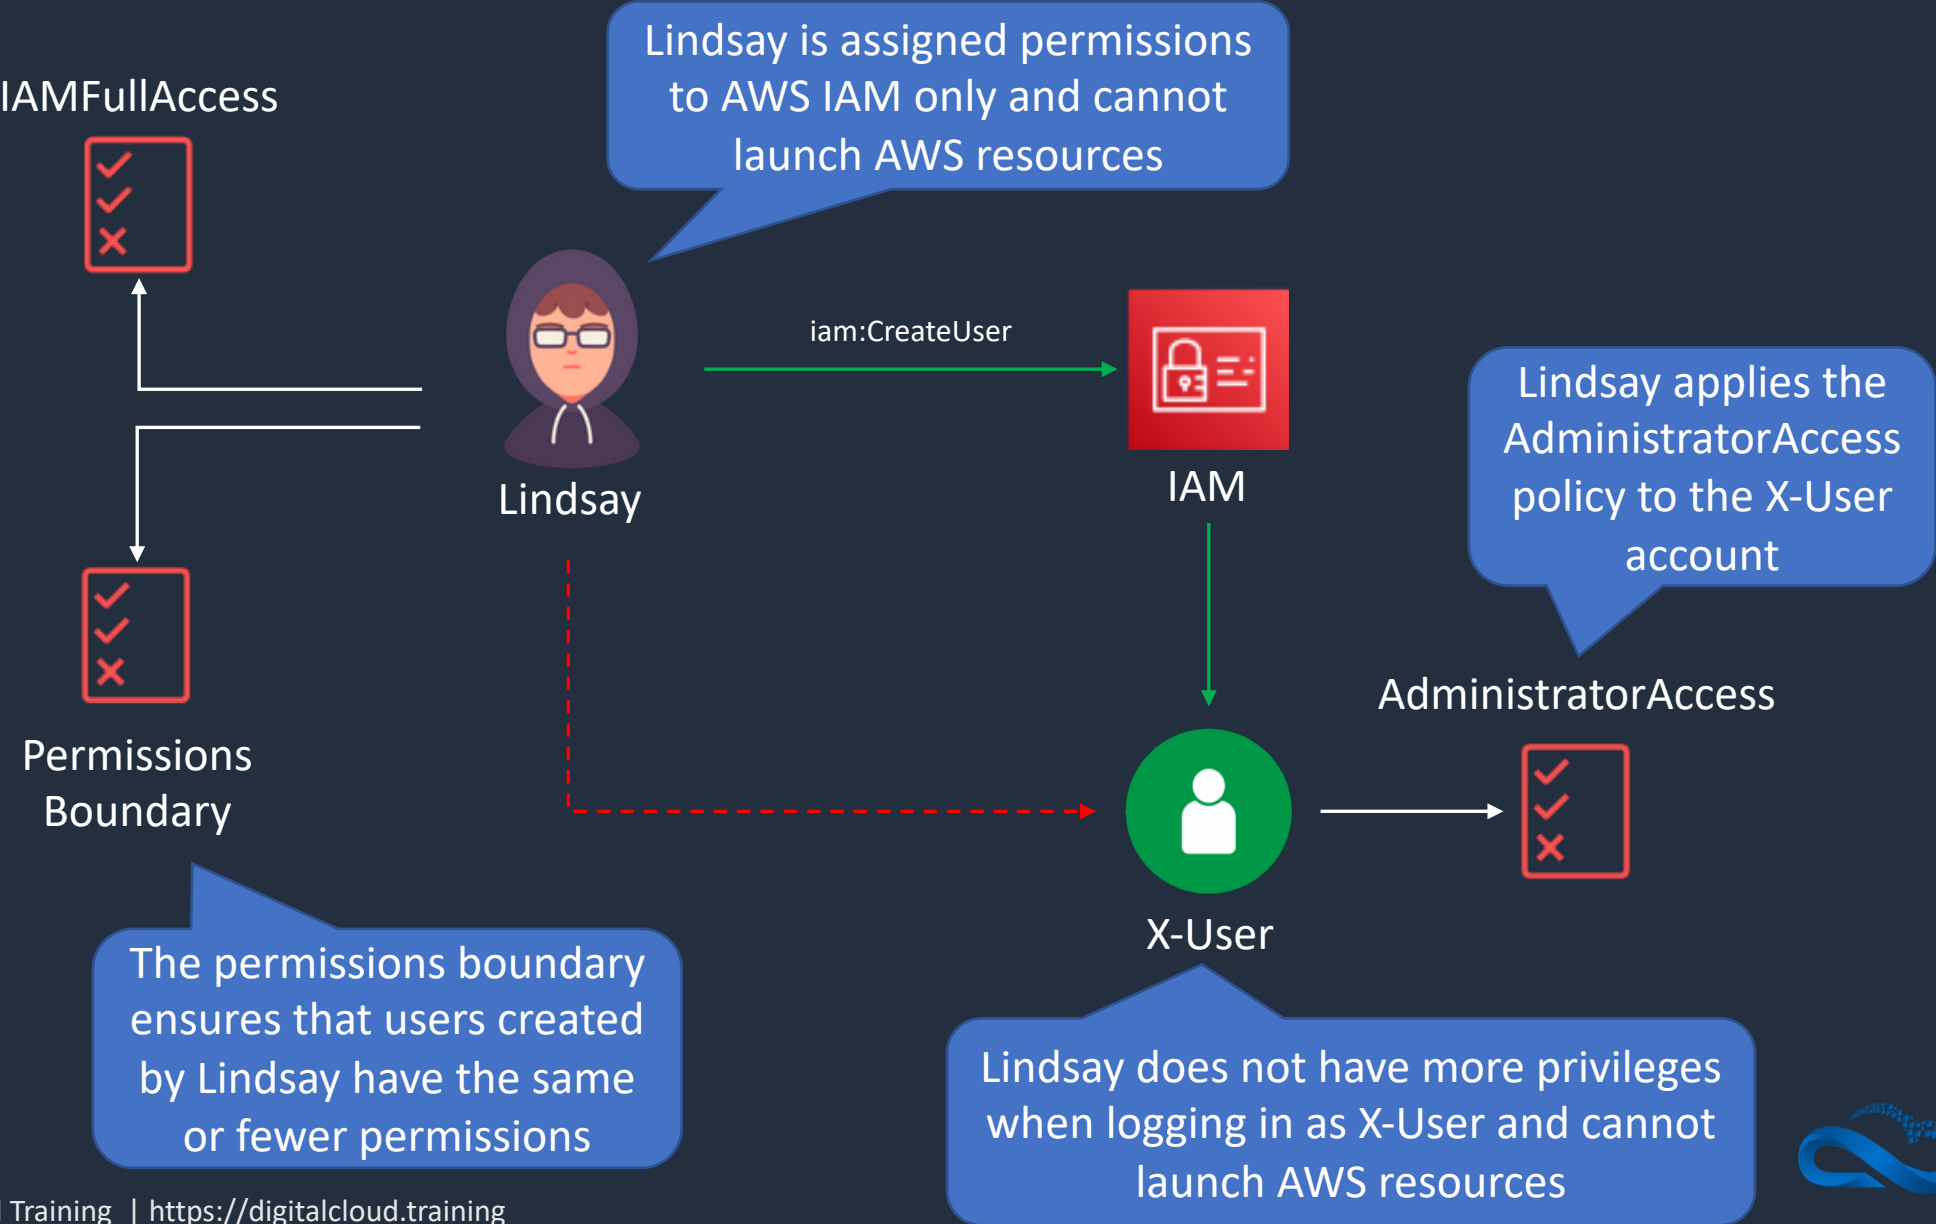 Lindsay is assigned permissions
to AWS IAM only and cannot
launch AWS resources
IAMFullAccess
iam:CreateUser
Lindsay
IAM
Lindsay applies the
AdministratorAccess
policy to the X-User
account
AdministratorAccess
Permissions
Boundary
X-User
The permissions boundary
ensures that users created
by Lindsay have the same
or fewer permissions
Lindsay does not have more privileges
when logging in as X-User and cannot
launch AWS resources
Training | https://digitalcloud.training